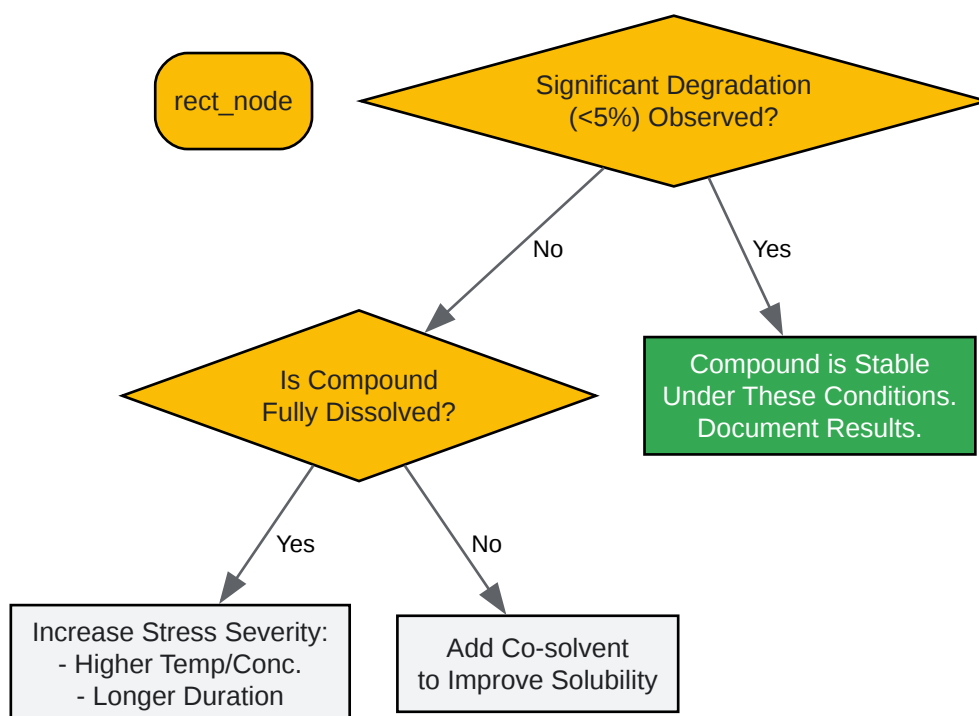 rect_node
Significant Degradation
(<5%) Observed?
No
Yes
Is Compound
Fully Dissolved?
Compound is Stable
Under These Conditions.
Document Results.
Yes
No
Increase Stress Severity:
- Higher Temp/Conc.
- Longer Duration
Add Co-solvent
to Improve Solubility